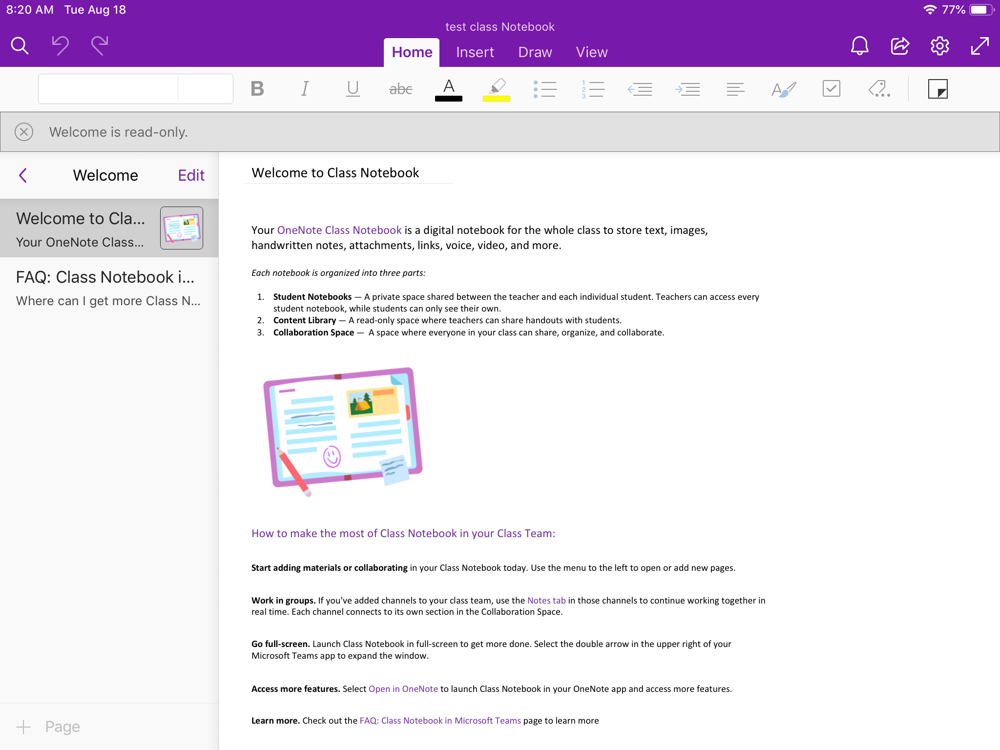 8:20 AM Tue Aug 18
77%
test class Notebook
Home Insert Draw View
B I U abc A
1
2
3
A
Welcome is read-only.
Welcome Edit
Welcome to Cla...
Your OneNote Class...
FAQ: Class Notebook i...
Where can I get more Class N...
Page
Welcome to Class Notebook
Your OneNote Class Notebook is a digital notebook for the whole class to store text, images,
handwritten notes, attachments, links, voice, video, and more.
Each notebook is organized into three parts:
1. Student Notebooks — A private space shared between the teacher and each individual student. Teachers can access every
student notebook, while students can only see their own.
2. Content Library — A read-only space where teachers can share handouts with students.
3. Collaboration Space — A space where everyone in your class can share, organize, and collaborate.
How to make the most of Class Notebook in your Class Team:
Start adding materials or collaborating in your Class Notebook today. Use the menu to the left to open or add new pages.
Work in groups. If you've added channels to your class team, use the Notes tab in those channels to continue working together in
real time. Each channel connects to its own section in the Collaboration Space.
Go full-screen. Launch Class Notebook in full-screen to get more done. Select the double arrow in the upper right of your
Microsoft Teams app to expand the window.
Access more features. Select Open in OneNote to launch Class Notebook in your OneNote app and access more features.
Learn more. Check out the FAQ: Class Notebook in Microsoft Teams page to learn more